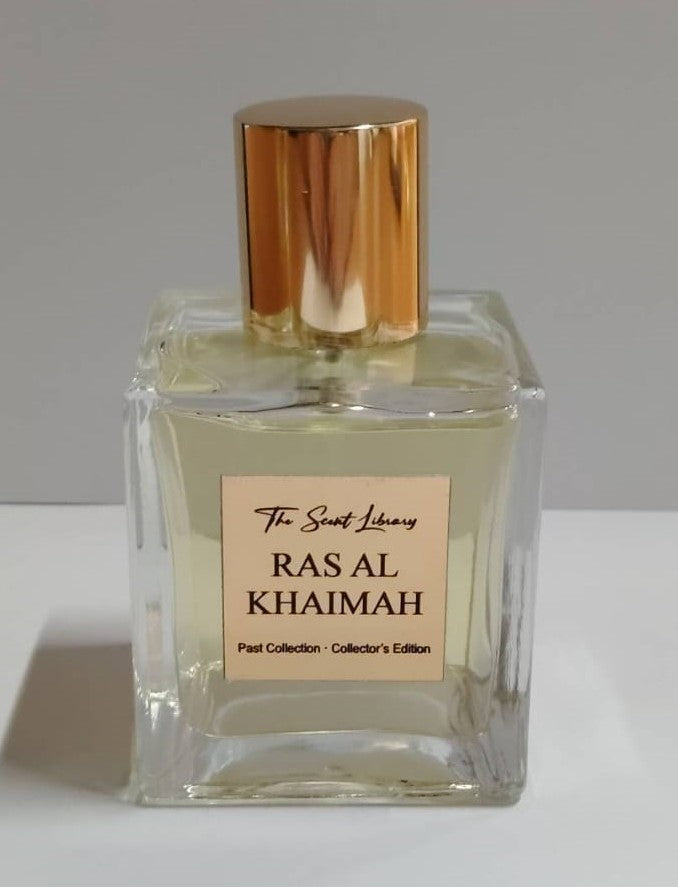 The Scent Library
RAS AL
KHAIMAH
Past Collection · Collector's Edition